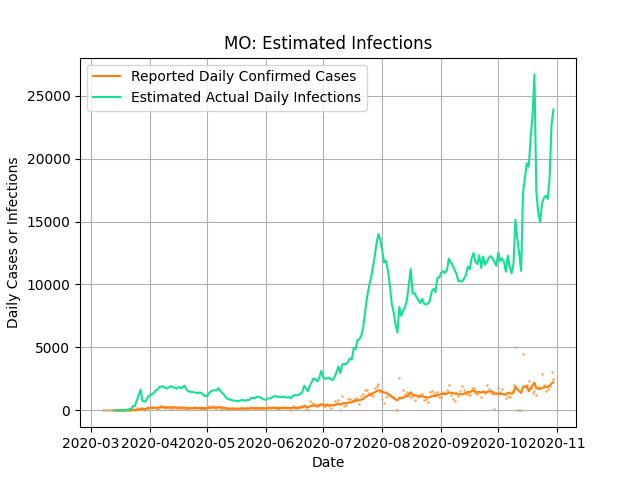 MO: Estimated Infections
Reported Daily Confirmed Cases
Estimated Actual Daily Infections
Daily Cases or Infections
25000
20000
15000
10000
5000
0
2020-03 2020-04 2020-05 2020-06 2020-07 2020-08 2020-09 2020-10 2020-11
Date